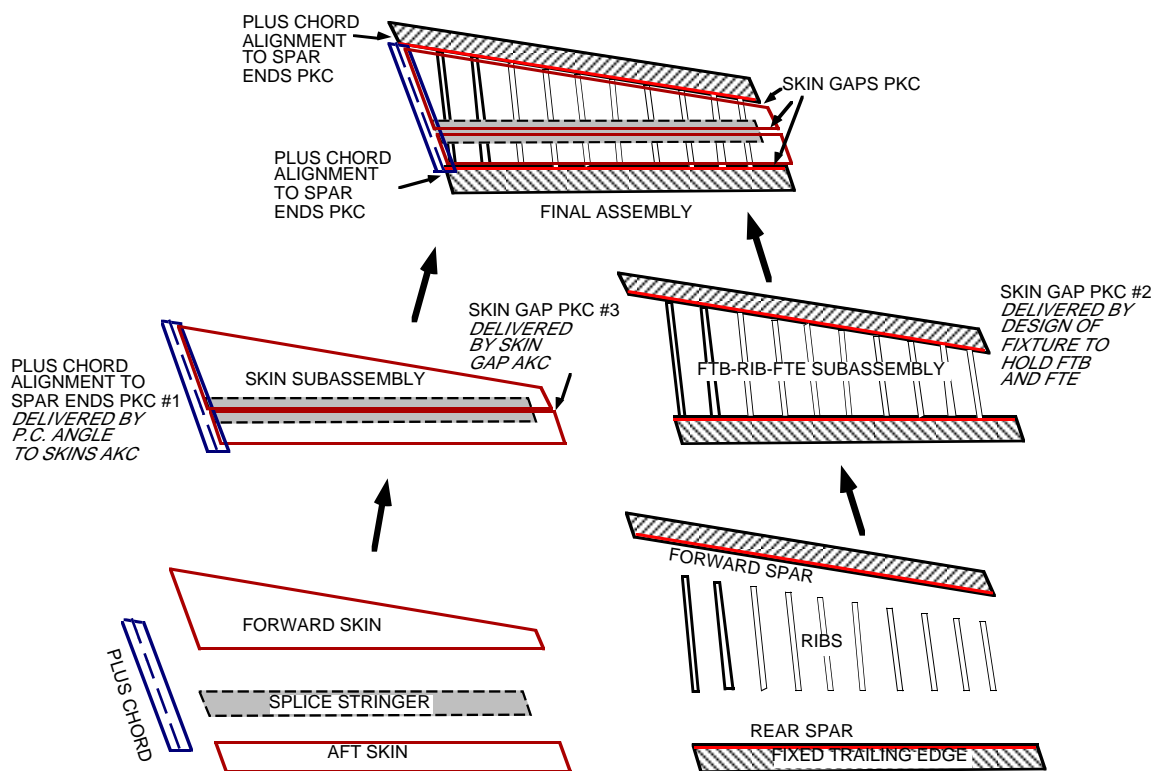 PLUS CHORD
ALIGNMENT
TO SPAR
ENDS PKC
SKIN GAPS PKC
PLUS CHORD
ALIGNMENT
TO SPAR
ENDS PKC
FINAL ASSEMBLY
PLUS CHORD
ALIGNMENT TO
SPAR ENDS PKC #1
DELIVERED BY
P.C. ANGLE
TO SKINS AKC
SKIN SUBASSEMBLY
SKIN GAP PKC #3
DELIVERED
BY SKIN
GAP AKC
FTB-RIB-FTE SUBASSEMBLY
SKIN GAP PKC #2
DELIVERED BY
DESIGN OF
FIXTURE TO
HOLD FTB
AND FTE
FORWARD SKIN
PLUS CHORD
SPLICE STRINGER
AFT SKIN
FORWARD SPAR
RIBS
REAR SPAR
FIXED TRAILING EDGE